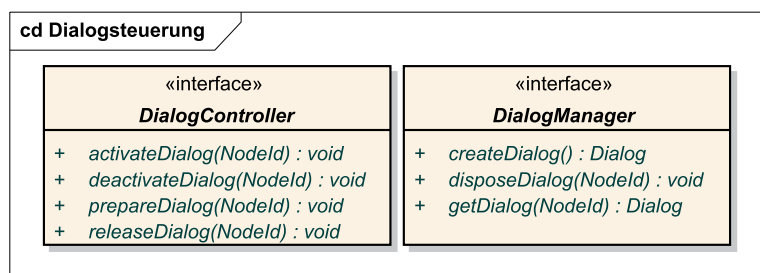 cd Dialogsteuerung
«interface»
DialogController
+ activateDialog(NodeId) : void
+ deactivateDialog(NodeId) : void
+ prepareDialog(NodeId) : void
+ releaseDialog(NodeId) : void
«interface»
DialogManager
+ createDialog() : Dialog
+ disposeDialog(NodeId) : void
+ getDialog(NodeId) : Dialog